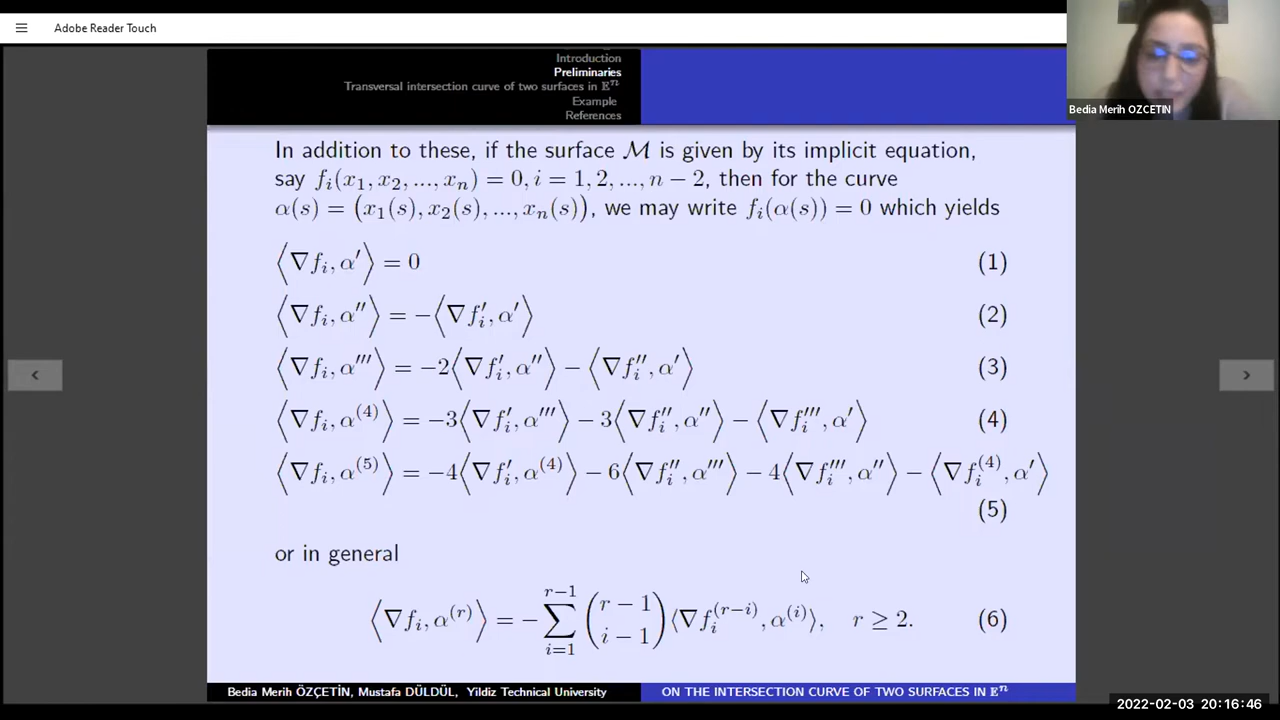 Adobe Reader Touch
Bedia Merih OZCETIN
Introduction
Preliminaries
Transversal intersection curve of two surfaces in 𝔼ⁿ
Example
References
In addition to these, if the surface ℳ is given by its implicit equation,
say f_i(x_1, x_2, ..., x_n) = 0, i = 1, 2, ..., n − 2, then for the curve
α(s) = (x_1(s), x_2(s), ..., x_n(s)), we may write f_i(α(s)) = 0 which yields
⟨∇f_i, α′⟩ = 0 (1)
⟨∇f_i, α′′⟩ = −⟨∇f_i′, α′⟩ (2)
⟨∇f_i, α′′′⟩ = −2⟨∇f_i′, α′′⟩ − ⟨∇f_i′′, α′⟩ (3)
⟨∇f_i, α^(4)⟩ = −3⟨∇f_i′, α′′′⟩ − 3⟨∇f_i′′, α′′⟩ − ⟨∇f_i′′′, α′⟩ (4)
⟨∇f_i, α^(5)⟩ = −4⟨∇f_i′, α^(4)⟩ − 6⟨∇f_i′′, α′′′⟩ − 4⟨∇f_i′′′, α′′⟩ − ⟨∇f_i^(4), α′⟩
(5)
or in general
⟨∇f_i, α^(r)⟩ = −∑_{i=1}^{r−1} \binom{r−1}{i−1} ⟨∇f_i^(r−i), α^(i)⟩, r ≥ 2. (6)
Bedia Merih ÖZÇETİN, Mustafa DÜLDÜL, Yildiz Technical University
ON THE INTERSECTION CURVE OF TWO SURFACES IN 𝔼ⁿ
2022-02-03 20:16:46